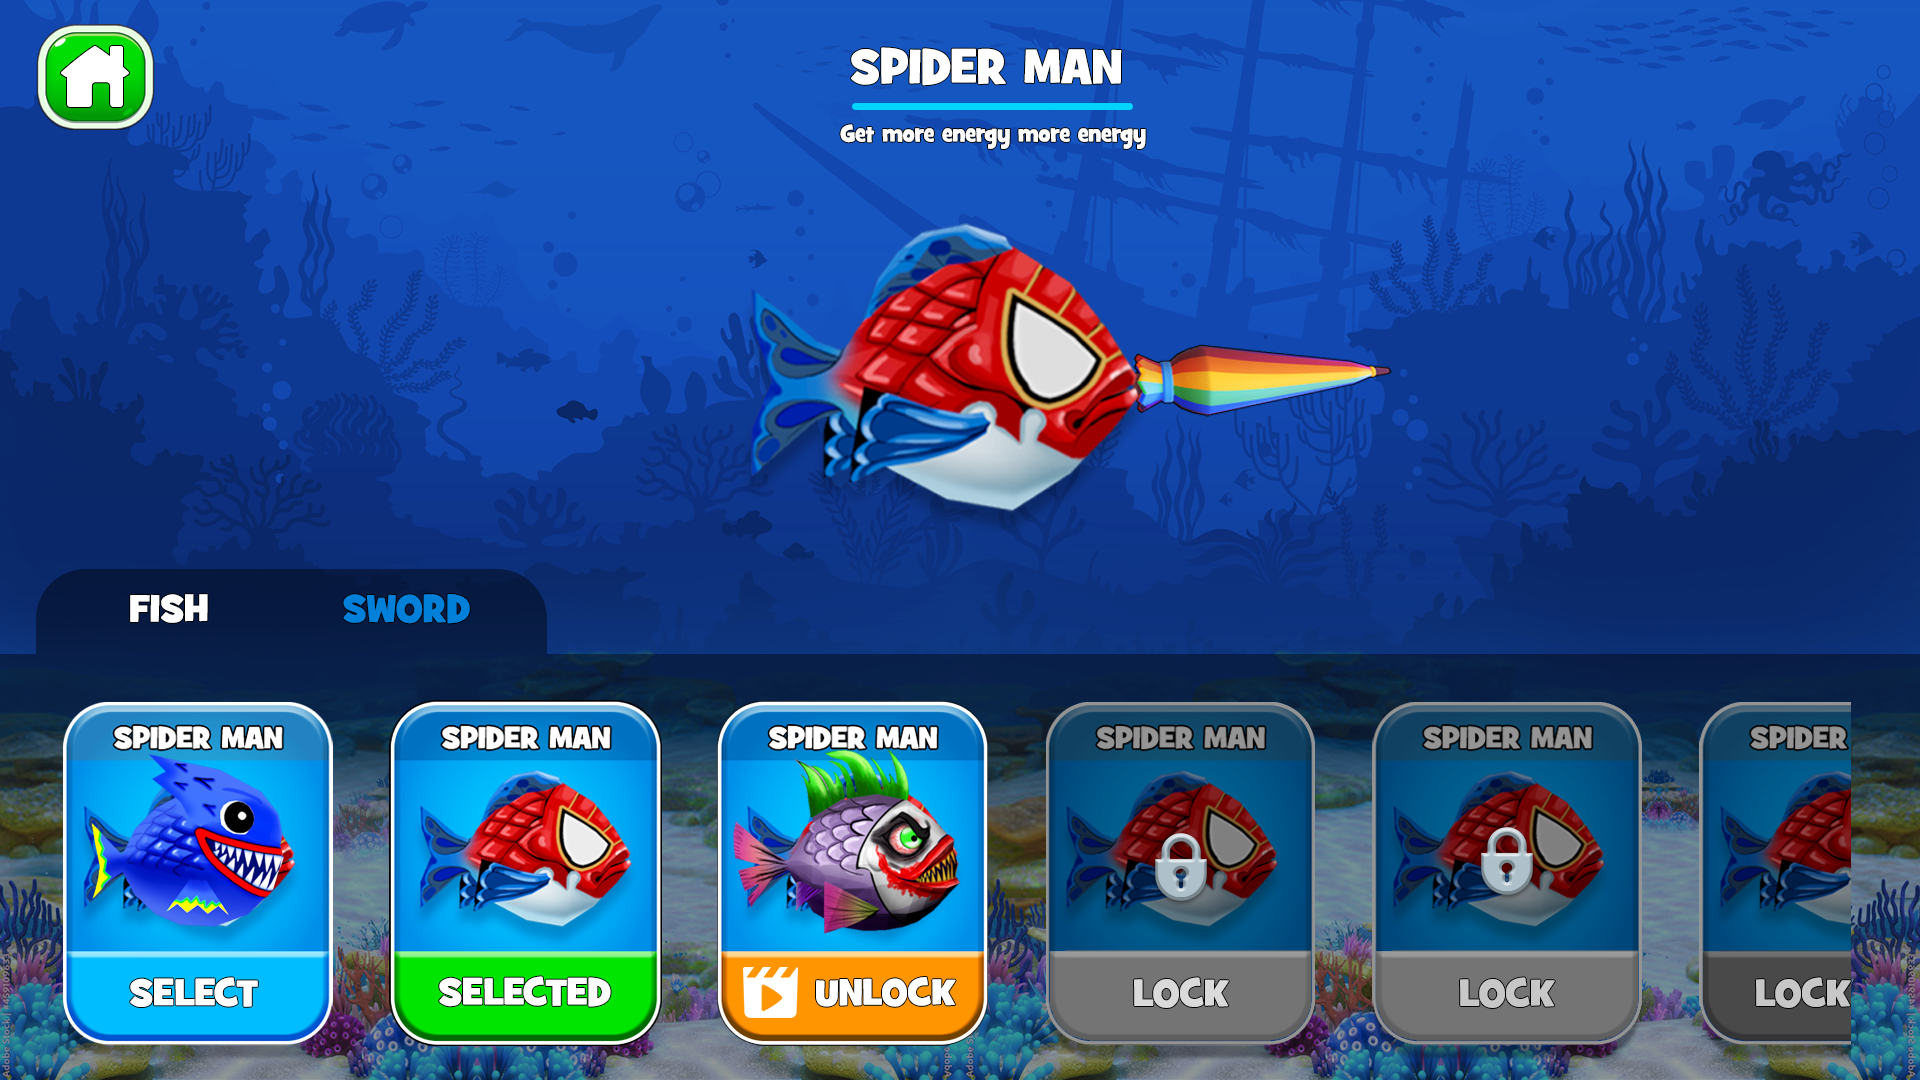 SPIDER MAN
Get more energy more energy
FISH SWORD
SPIDER MAN SPIDER MAN SPIDER MAN SPIDER MAN SPIDER MAN SPIDER
SELECT SELECTED UNLOCK LOCK LOCK LOCK